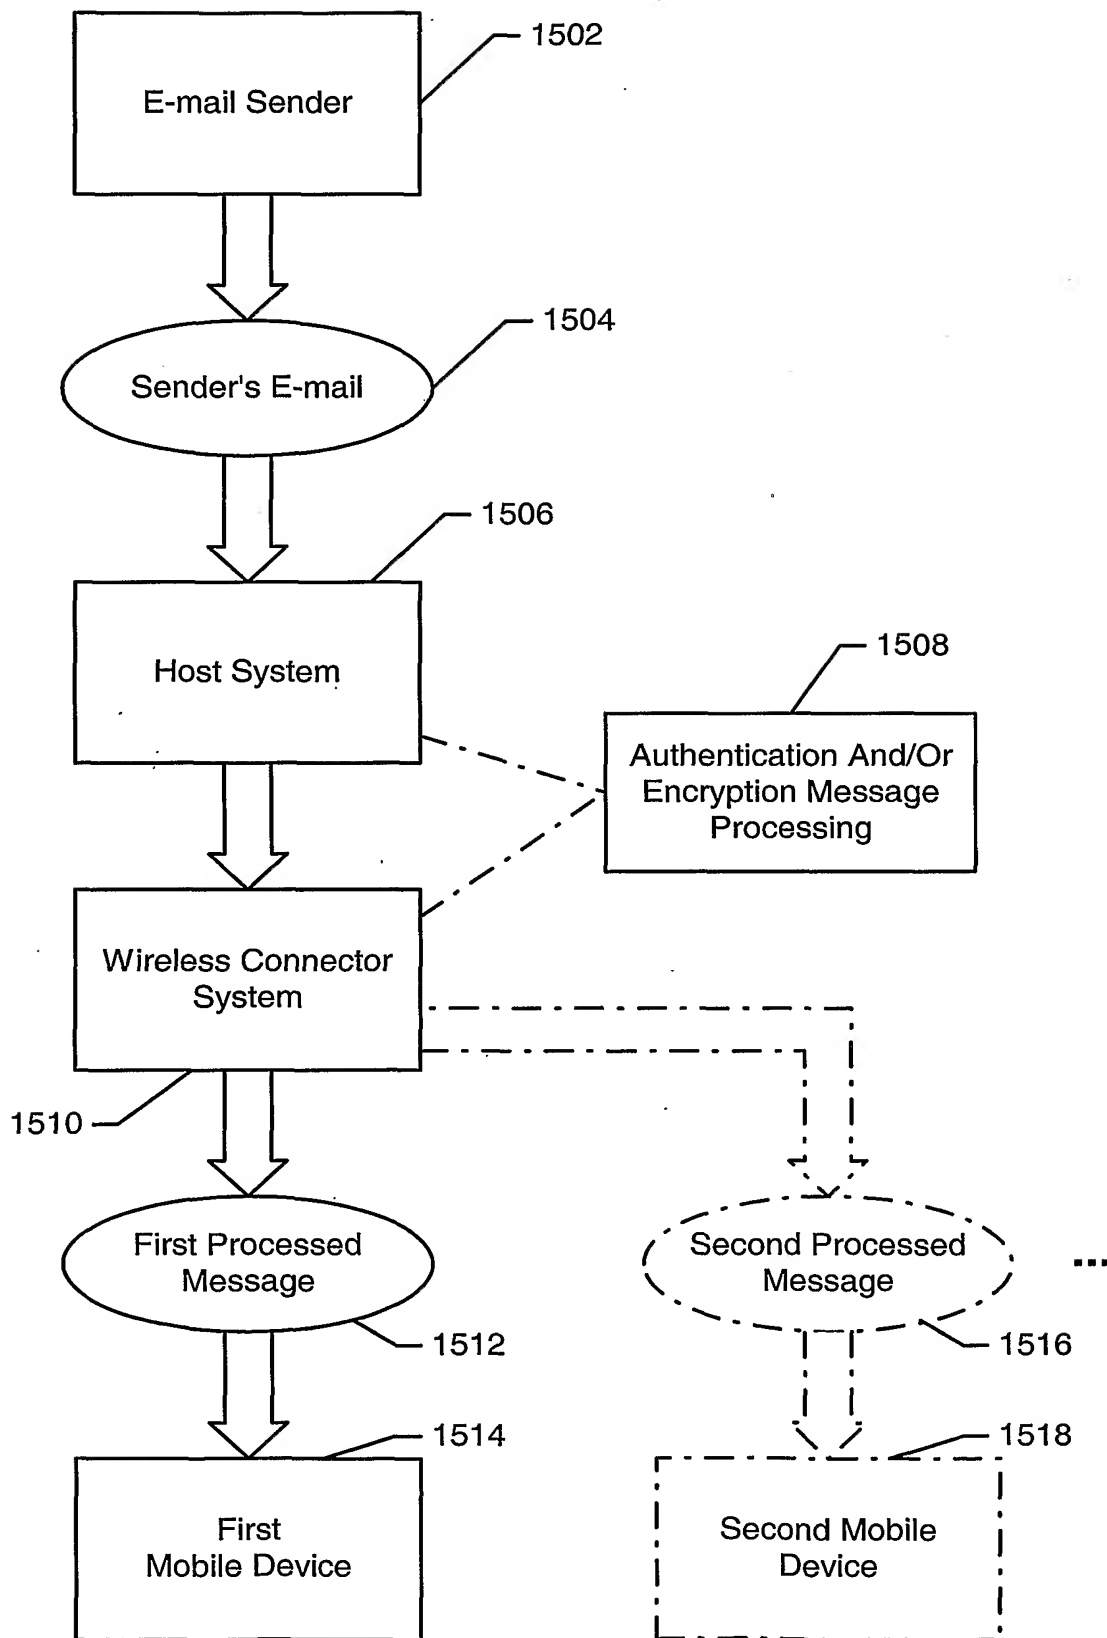 1502
E-mail Sender
1504
Sender's E-mail
1506
Host System
1508
Authentication And/Or
Encryption Message
Processing
Wireless Connector
System
1510
First Processed
Message
Second Processed
Message
...
1512
1516
1514
1518
First
Mobile Device
Second Mobile
Device